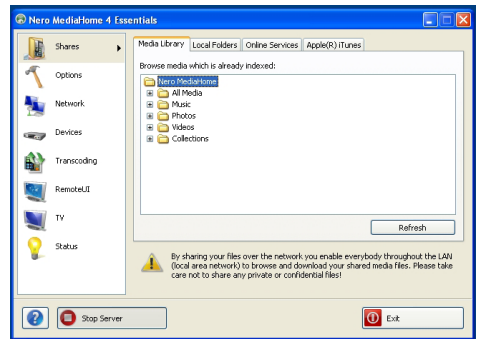 Nero MediaHome 4 Essentials
Shares
Options
Network
Devices
Transcoding
RemoteUI
TV
Status
Media Library Local Folders Online Services Apple(R) iTunes
Browse media which is already indexed:
Nero MediaHome
All Media
Music
Photos
Videos
Collections
Refresh
By sharing your files over the network you enable everybody throughout the LAN
(local area network) to browse and download your shared media files. Please take
care not to share any private or confidential files!
Stop Server
Exit